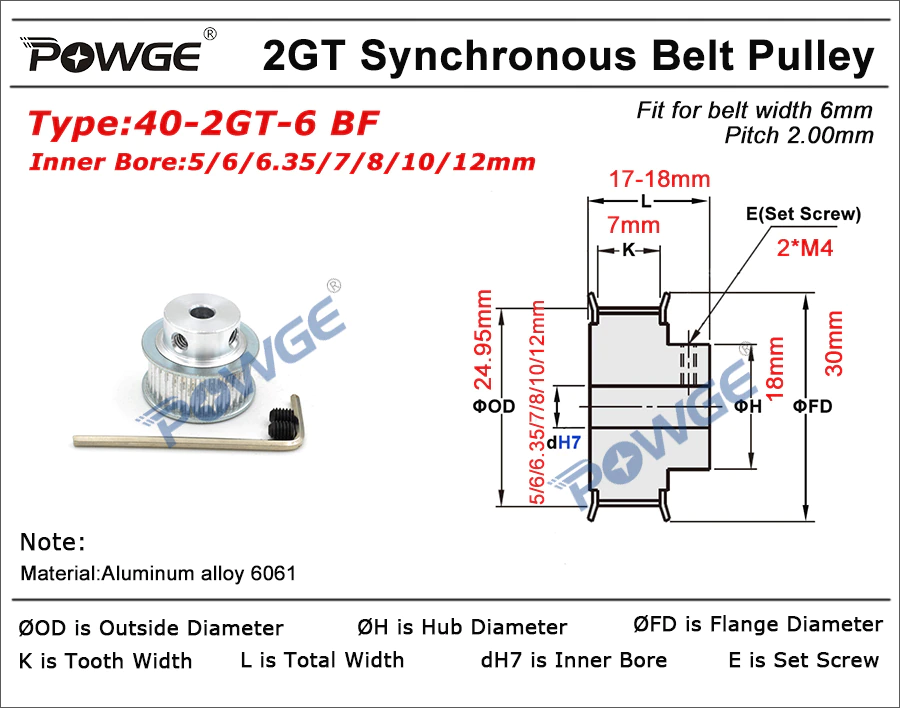 POWGE®
2GT Synchronous Belt Pulley
Type:40-2GT-6 BF
Inner Bore:5/6/6.35/7/8/10/12mm
Fit for belt width 6mm
Pitch 2.00mm
17-18mm
L
7mm
K
E(Set Screw)
2*M4
24.95mm
ΦOD
5/6/6.35/7/8/10/12mm
dH7
18mm
ΦH
30mm
ΦFD
POWGE®
POWGE®
Note:
Material:Aluminum alloy 6061
ØOD is Outside Diameter
ØH is Hub Diameter
ØFD is Flange Diameter
K is Tooth Width
L is Total Width
dH7 is Inner Bore
E is Set Screw